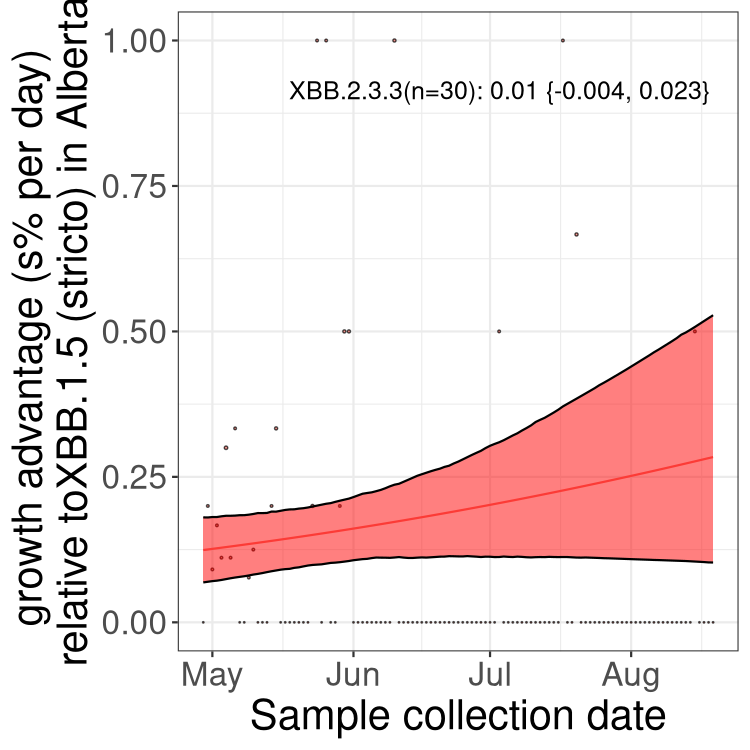 growth advantage (s% per day)
relative toXBB.1.5 (stricto) in Alberta
1.00
0.75
0.50
0.25
0.00
XBB.2.3.3(n=30): 0.01 {-0.004, 0.023}
May
Jun
Jul
Aug
Sample collection date